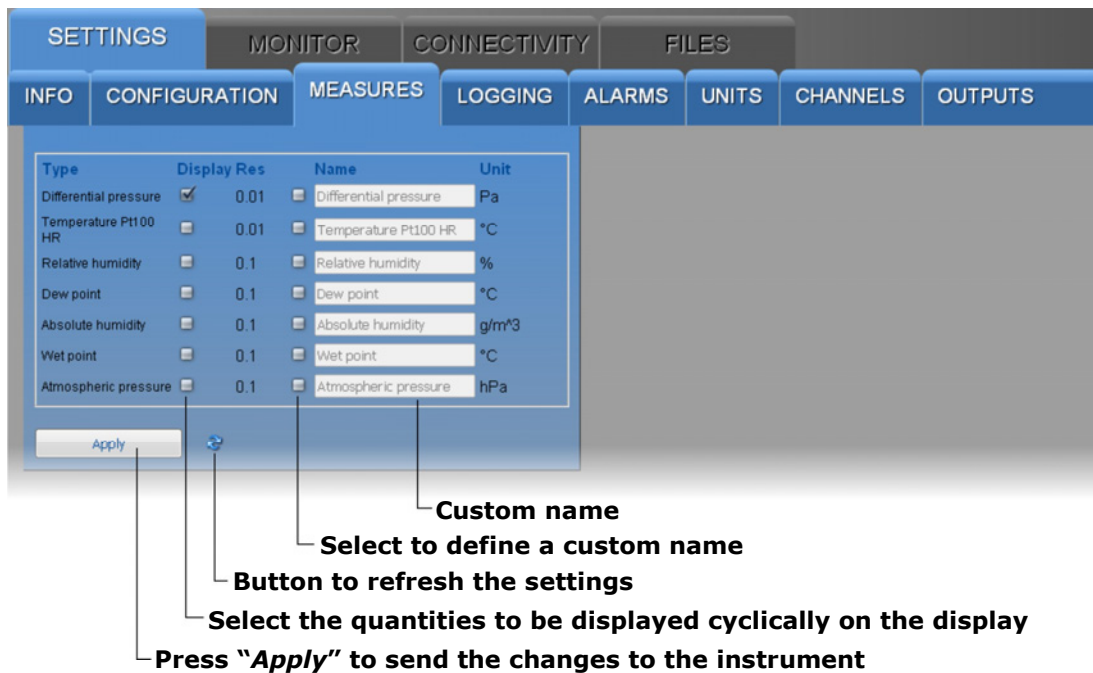 SETTINGS MONITOR CONNECTIVITY FILES
INFO CONFIGURATION MEASURES LOGGING ALARMS UNITS CHANNELS OUTPUTS
Type Display Res Name Unit
Differential pressure 0.01 Differential pressure Pa
Temperature Pt100
HR 0.01 Temperature Pt100 HR °C
Relative humidity 0.1 Relative humidity %
Dew point 0.1 Dew point °C
Absolute humidity 0.1 Absolute humidity g/m^3
Wet point 0.1 Wet point °C
Atmospheric pressure 0.1 Atmospheric pressure hPa
Apply
Custom name
Select to define a custom name
Button to refresh the settings
Select the quantities to be displayed cyclically on the display
Press “Apply” to send the changes to the instrument